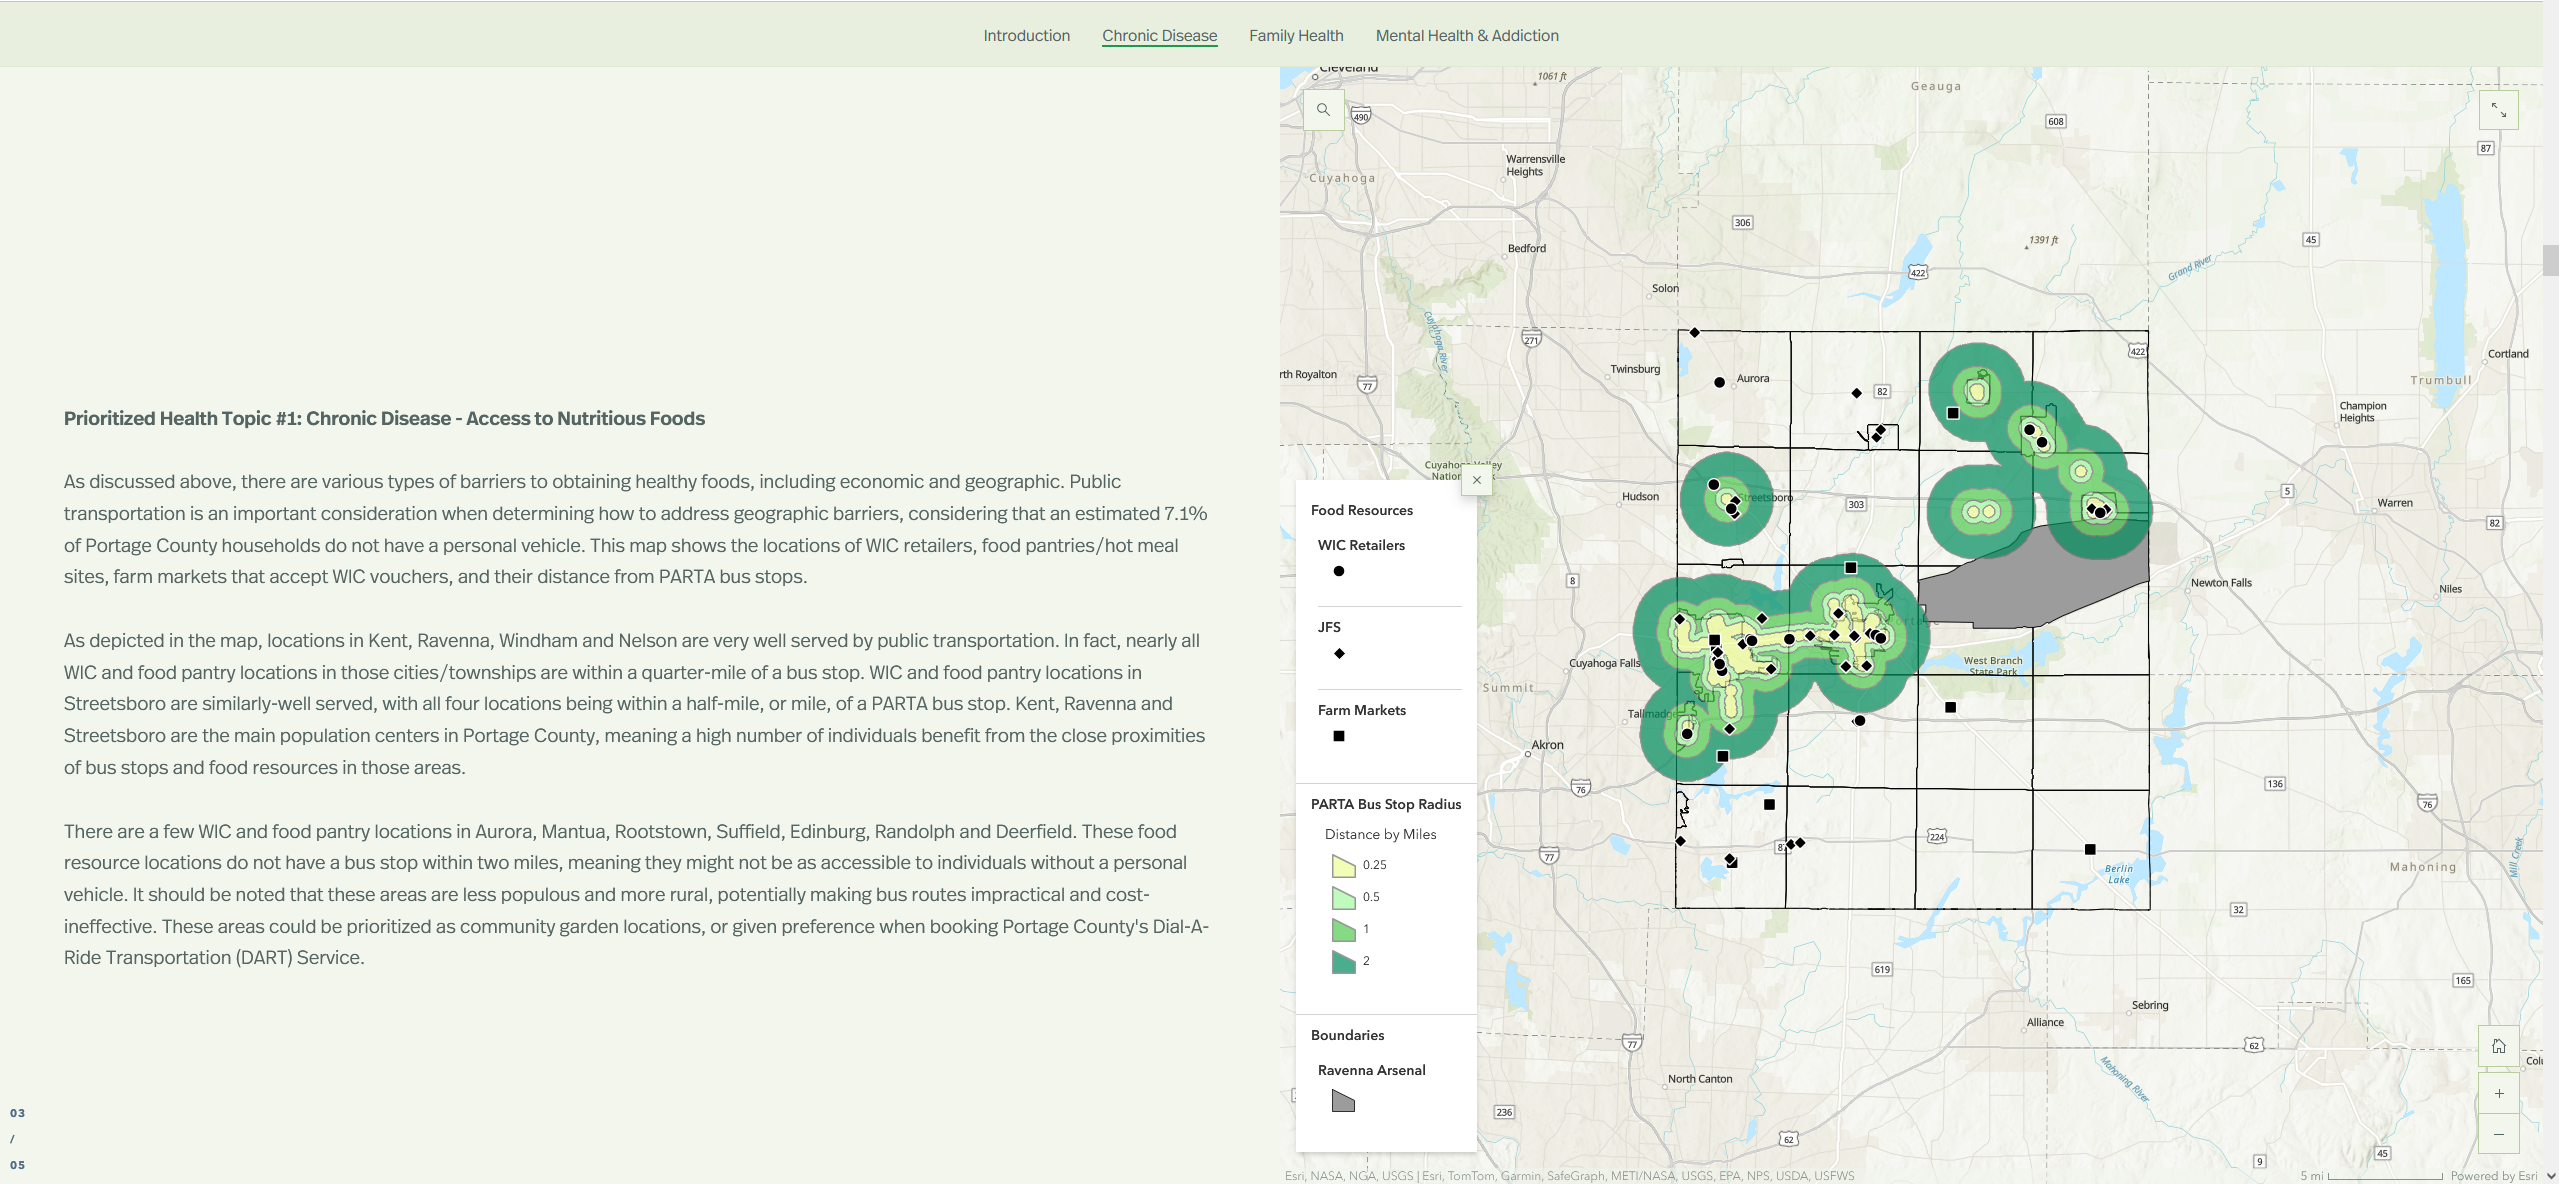 Introduction
Chronic Disease
Family Health
Mental Health & Addiction
Prioritized Health Topic #1: Chronic Disease - Access to Nutritious Foods
As discussed above, there are various types of barriers to obtaining healthy foods, including economic and geographic. Public
transportation is an important consideration when determining how to address geographic barriers, considering that an estimated 7.1%
of Portage County households do not have a personal vehicle. This map shows the locations of WIC retailers, food pantries/hot meal
sites, farm markets that accept WIC vouchers, and their distance from PARTA bus stops.
As depicted in the map, locations in Kent, Ravenna, Windham and Nelson are very well served by public transportation. In fact, nearly all
WIC and food pantry locations in those cities/townships are within a quarter-mile of a bus stop. WIC and food pantry locations in
Streetsboro are similarly-well served, with all four locations being within a half-mile, or mile, of a PARTA bus stop. Kent, Ravenna and
Streetsboro are the main population centers in Portage County, meaning a high number of individuals benefit from the close proximities
of bus stops and food resources in those areas.
There are a few WIC and food pantry locations in Aurora, Mantua, Rootstown, Suffield, Edinburg, Randolph and Deerfield. These food
resource locations do not have a bus stop within two miles, meaning they might not be as accessible to individuals without a personal
vehicle. It should be noted that these areas are less populous and more rural, potentially making bus routes impractical and cost-
ineffective. These areas could be prioritized as community garden locations, or given preference when booking Portage County's Dial-A-
Ride Transportation (DART) Service.
03
/
05
Cleveland
1061 ft
Geauga
490
608
87
Warrensville
Heights
Cuyahoga
306
Bedford
1391 ft
45
422
Grand River
Solon
Cuyahoga River
271
422
Cortland
Twinsburg
rth Royalton
77
Aurora
82
Trumbull
Champion
Heights
Cuyahoga Valley
Hudson
Streetsboro
303
5
Warren
82
8
Newton Falls
Niles
Portage
Cuyahoga Falls
West Branch
State Park
Summit
Tallmadge
Akron
76
136
76
224
77
Berlin
Lake
Mahoning
Mill Creek
32
619
165
Sebring
Alliance
77
62
Colu
North Canton
Mahoning River
236
62
9
45
Food Resources
WIC Retailers
JFS
Farm Markets
PARTA Bus Stop Radius
Distance by Miles
0.25
0.5
1
2
Boundaries
Ravenna Arsenal
Esri, NASA, NGA, USGS | Esri, TomTom, Garmin, SafeGraph, METI/NASA, USGS, EPA, NPS, USDA, USFWS
5 mi
Powered by Esri